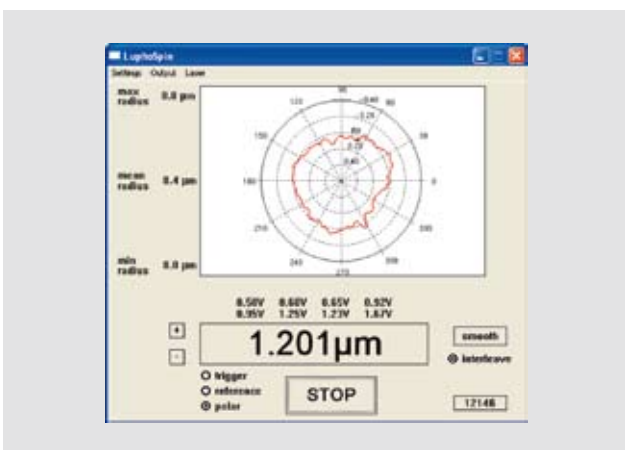 LuphoSpin
Settings Output Laser
max radius 0.8 µm
mean radius 0.4 µm
min radius 0.0 µm
90
120
60
150
30
180
0
210
330
240
300
270
0.50V 0.60V 0.65V 0.92V
0.95V 1.25V 1.23V 1.67V
+
1.201µm
smooth
-
interleave
trigger
reference
polar
STOP
12146